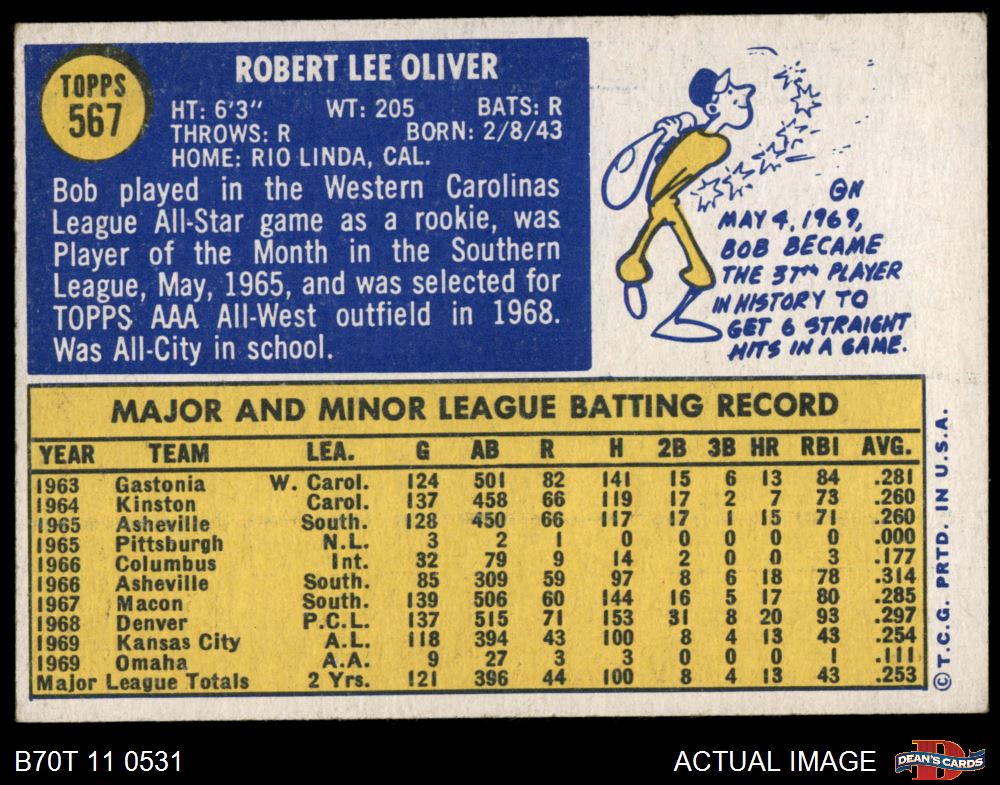 TOPPS
567
ROBERT LEE OLIVER
HT: 6'3" WT: 205 BATS: R
THROWS: R BORN: 2/8/43
HOME: RIO LINDA, CAL.
Bob played in the Western Carolinas
League All-Star game as a rookie, was
Player of the Month in the Southern
League, May, 1965, and was selected for
TOPPS AAA All-West outfield in 1968.
Was All-City in school.
ON
MAY 4, 1969,
BOB BECAME
THE 37TH PLAYER
IN HISTORY TO
GET 6 STRAIGHT
HITS IN A GAME.
MAJOR AND MINOR LEAGUE BATTING RECORD
YEAR TEAM LEA. G AB R H 2B 3B HR RBI AVG.
1963 Gastonia W. Carol. 124 501 82 141 15 6 13 84 .281
1964 Kinston Carol. 137 458 66 119 17 2 7 73 .260
1965 Asheville South. 128 450 66 117 17 1 15 71 .260
1965 Pittsburgh N.L. 3 2 1 0 0 0 0 0 .000
1966 Columbus Int. 32 79 9 14 2 0 0 3 .177
1966 Asheville South. 85 309 59 97 8 6 18 78 .314
1967 Macon South. 139 506 60 144 16 5 17 80 .285
1968 Denver P.C.L. 137 515 71 153 31 8 20 93 .297
1969 Kansas City A.L. 118 394 43 100 8 4 13 43 .254
1969 Omaha A.A. 9 27 3 3 0 0 0 1 .111
Major League Totals 2 Yrs. 121 396 44 100 8 4 13 43 .253
© T.C.G. PRTD. IN U.S.A.
B70T 11 0531
ACTUAL IMAGE
D
DEAN'S CARDS